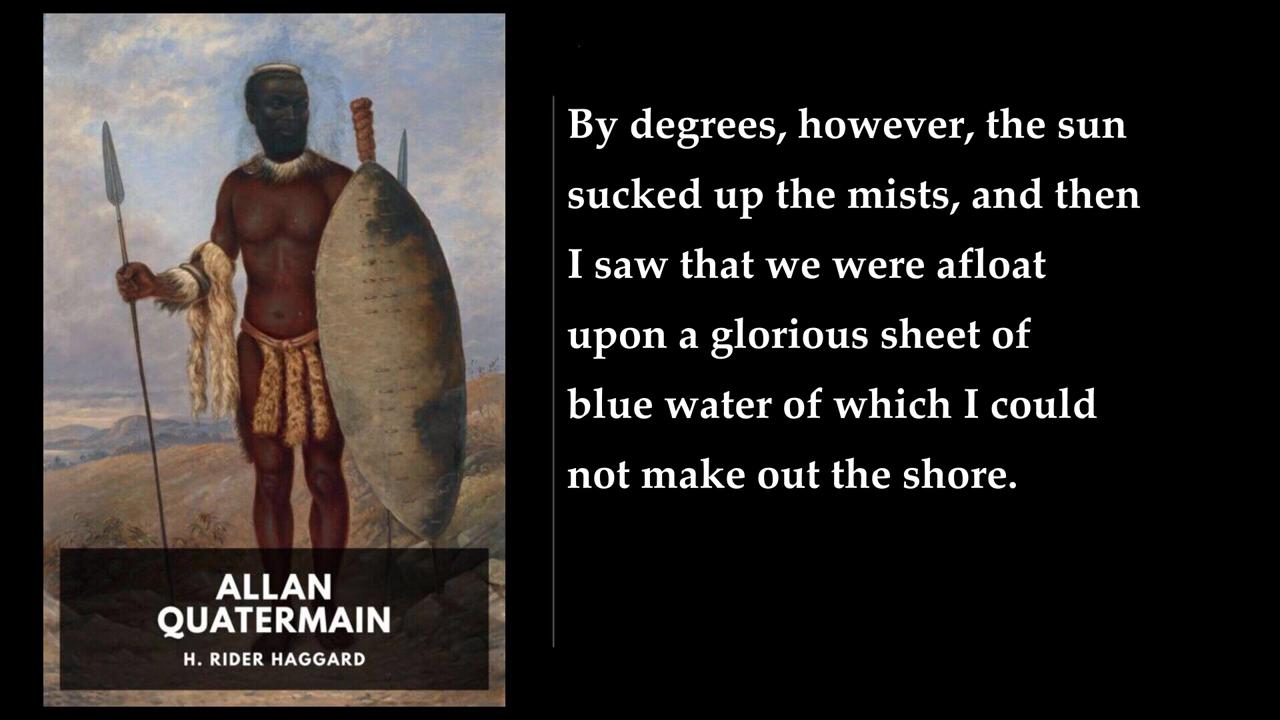 ALLAN
QUATERMAIN
H. RIDER HAGGARD
By degrees, however, the sun
sucked up the mists, and then
I saw that we were afloat
upon a glorious sheet of
blue water of which I could
not make out the shore.